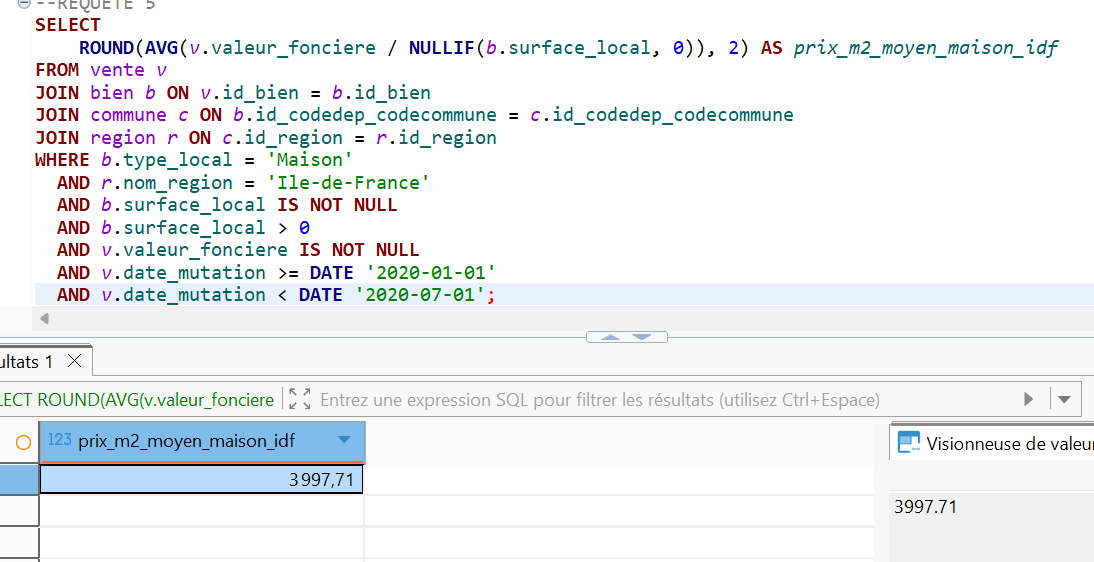 --REQUETE 5
SELECT
ROUND(AVG(v.valeur_fonciere / NULLIF(b.surface_local, 0)), 2) AS prix_m2_moyen_maison_idf
FROM vente v
JOIN bien b ON v.id_bien = b.id_bien
JOIN commune c ON b.id_codedep_codecommune = c.id_codedep_codecommune
JOIN region r ON c.id_region = r.id_region
WHERE b.type_local = 'Maison'
AND r.nom_region = 'Ile-de-France'
AND b.surface_local IS NOT NULL
AND b.surface_local > 0
AND v.valeur_fonciere IS NOT NULL
AND v.date_mutation >= DATE '2020-01-01'
AND v.date_mutation < DATE '2020-07-01';
ultats 1
LECT ROUND(AVG(v.valeur_fonciere Entrez une expression SQL pour filtrer les résultats (utilisez Ctrl+Espace)
123 prix_m2_moyen_maison_idf
Visionneuse de valeur
3 997,71
3997.71